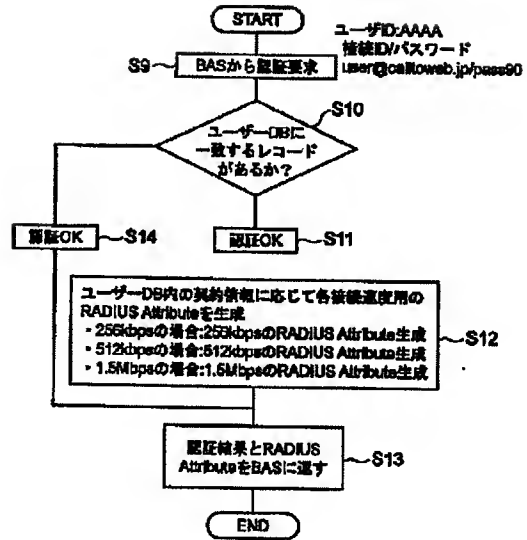 START
ユーザID:AAAA
接続ID/パスワード
S9
BASから認証要求
S10
ユーザーDBに
一致するレコード
があるか?
認証OK
S14
認証OK
S11
ユーザーDB内の契約情報に応じて各接続速度用の
RADIUS Attributeを生成
・256kbpsの場合:256kbpsのRADIUS Attribute生成
・512kbpsの場合:512kbpsのRADIUS Attribute生成
・1.5Mbpsの場合:1.5MbpsのRADIUS Attribute生成
S12
認証結果とRADIUS
AttributeをBASに返す
S13
END